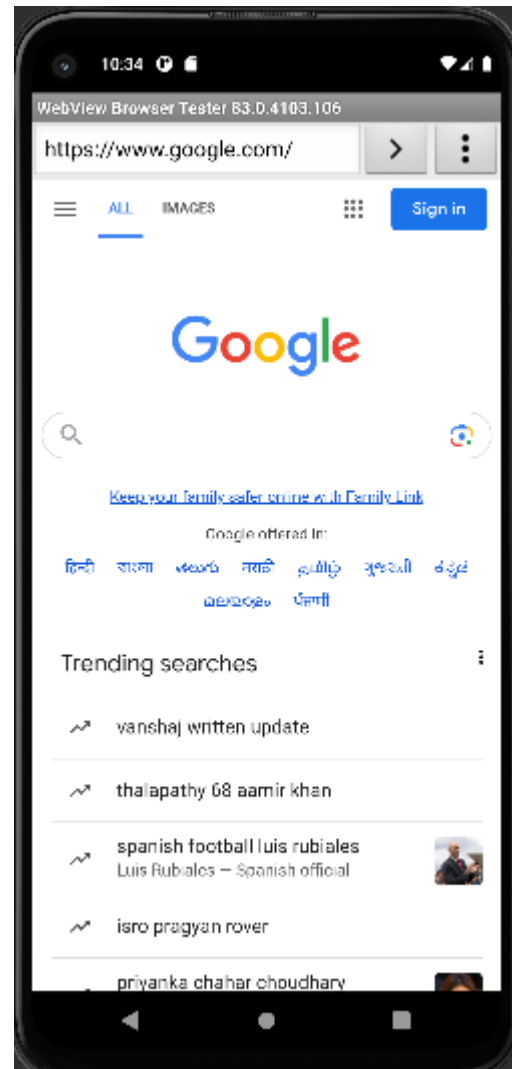 10:34
WebView Browser Tester 83.0.4103.106
https://www.google.com/
ALL IMAGES Sign in
Google
Keep your family safer online with Family Link
Google offered in:
हिन्दी বাংলা తెలుగు मराठी தமிழ் ગુજરાતી ಕನ್ನಡ
മലയാളം ਪੰਜਾਬੀ
Trending searches
vanshaj written update
thalapathy 68 aamir khan
spanish football luis rubiales
Luis Rubiales — Spanish official
isro pragyan rover
priyanka chahar choudhary